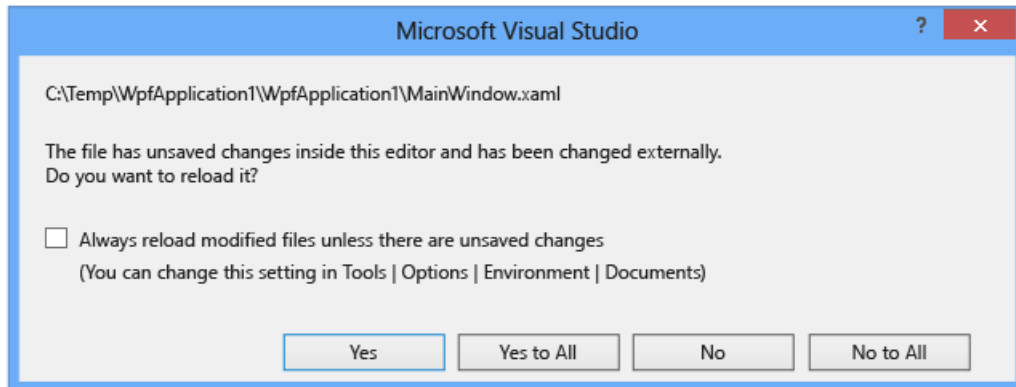 Microsoft Visual Studio
?
C:\Temp\WpfApplication1\WpfApplication1\MainWindow.xaml
The file has unsaved changes inside this editor and has been changed externally.
Do you want to reload it?
Always reload modified files unless there are unsaved changes
(You can change this setting in Tools | Options | Environment | Documents)
Yes
Yes to All
No
No to All